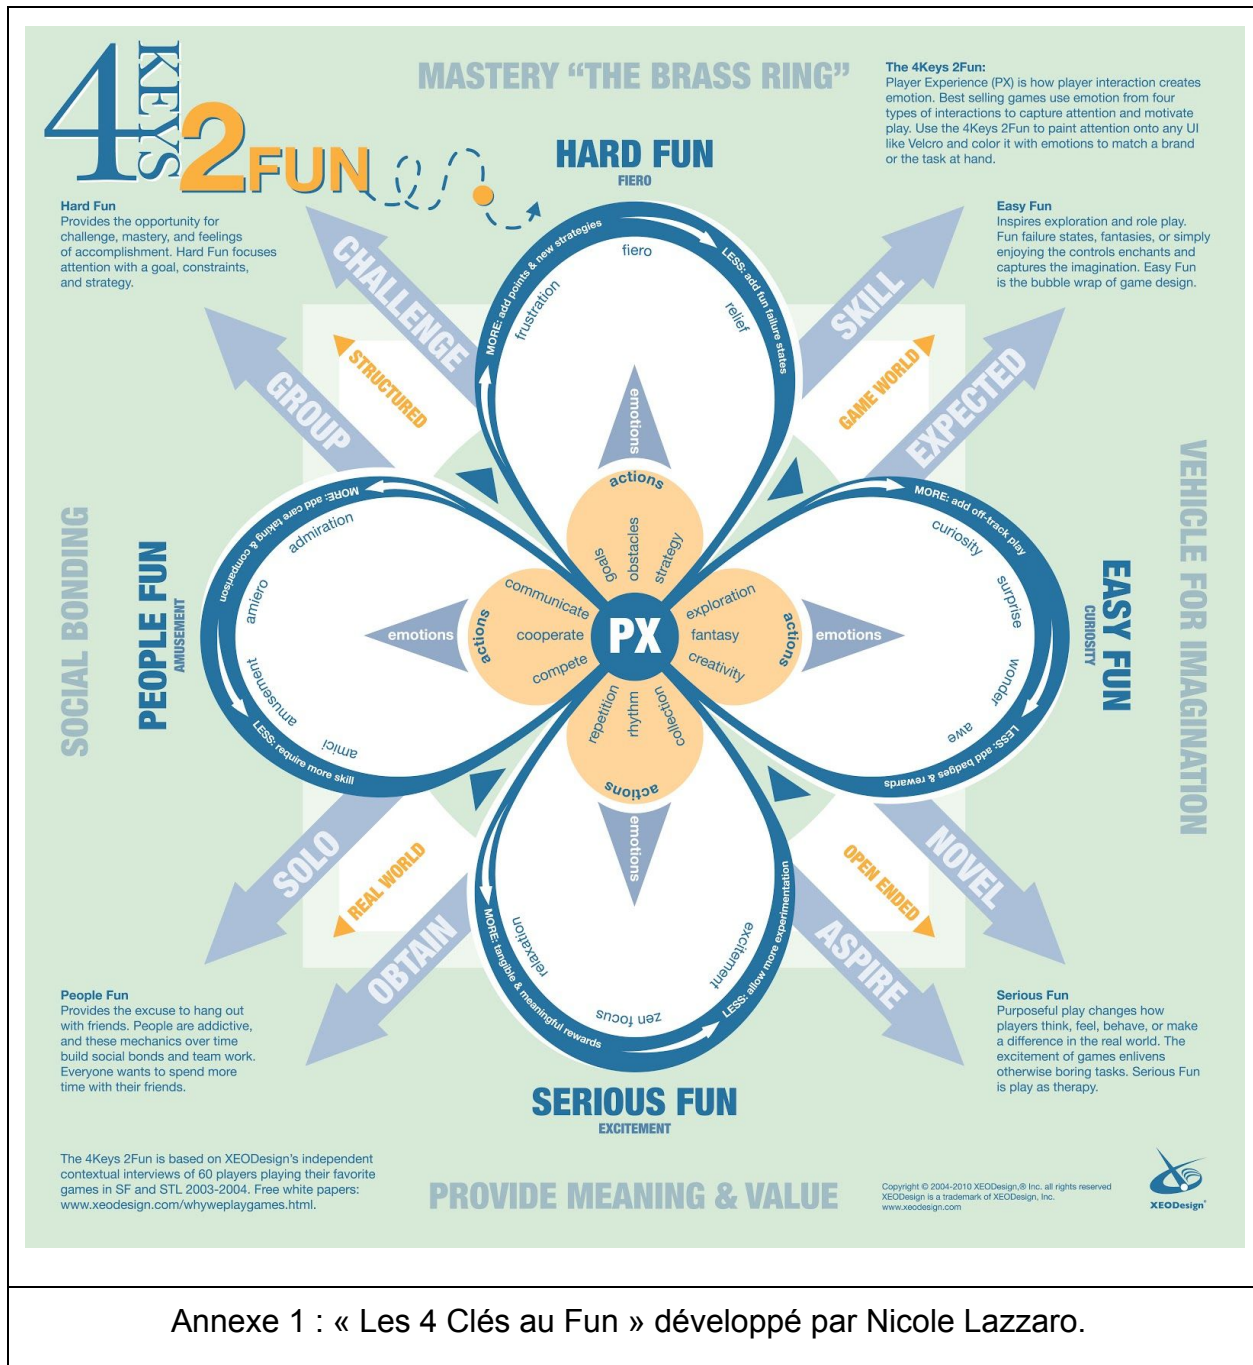 4 KEYS 2FUN
MASTERY “THE BRASS RING”
The 4Keys 2Fun:
Player Experience (PX) is how player interaction creates
emotion. Best selling games use emotion from four
types of interactions to capture attention and motivate
play. Use the 4Keys 2Fun to paint attention onto any UI
like Velcro and color it with emotions to match a brand
or the task at hand.
HARD FUN
FIERO
Hard Fun
Provides the opportunity for
challenge, mastery, and feelings
of accomplishment. Hard Fun focuses
attention with a goal, constraints,
and strategy.
Easy Fun
Inspires exploration and role play.
Fun failure states, fantasies, or simply
enjoying the controls enchants and
captures the imagination. Easy Fun
is the bubble wrap of game design.
CHALLENGE
GROUP
STRUCTURED
SKILL
EXPECTED
GAME WORLD
MORE: add points & new strategies
LESS: add fun failure states
frustration
fiero
relief
emotions
actions
goals
obstacles
strategy
SOCIAL BONDING
PEOPLE FUN
AMUSEMENT
MORE: add care taking & comparison
LESS: require more skill
admiration
amiero
amusement
amici
emotions
actions
communicate
cooperate
compete
PX
exploration
fantasy
creativity
actions
emotions
MORE: add off-track play
LESS: add badges & rewards
curiosity
surprise
wonder
awe
EASY FUN
CURIOSITY
VEHICLE FOR IMAGINATION
repetition
rhythm
collection
actions
emotions
MORE: tangible & meaningful rewards
LESS: allow more experimentation
relaxation
zen focus
excitement
SOLO
OBTAIN
REAL WORLD
NOVEL
ASPIRE
OPEN ENDED
People Fun
Provides the excuse to hang out
with friends. People are addictive,
and these mechanics over time
build social bonds and team work.
Everyone wants to spend more
time with their friends.
Serious Fun
Purposeful play changes how
players think, feel, behave, or make
a difference in the real world. The
excitement of games enlivens
otherwise boring tasks. Serious Fun
is play as therapy.
SERIOUS FUN
EXCITEMENT
The 4Keys 2Fun is based on XEODesign’s independent
contextual interviews of 60 players playing their favorite
games in SF and STL 2003-2004. Free white papers:
www.xeodesign.com/whyweplaygames.html.
PROVIDE MEANING & VALUE
Copyright © 2004-2010 XEODesign,® Inc. all rights reserved
XEODesign is a trademark of XEODesign, Inc.
www.xeodesign.com
XEODesign®
Annexe 1 : « Les 4 Clés au Fun » développé par Nicole Lazzaro.